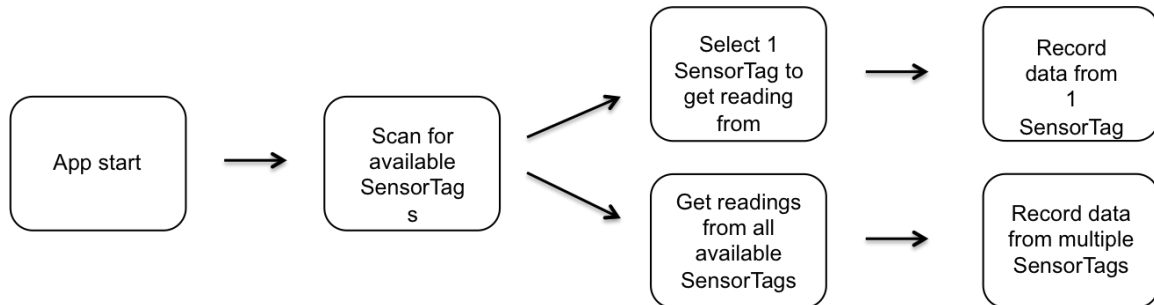 App start
Scan for
available
SensorTag
s
Select 1
SensorTag to
get reading
from
Record
data from
1
SensorTag
Get readings
from all
available
SensorTags
Record data
from multiple
SensorTags